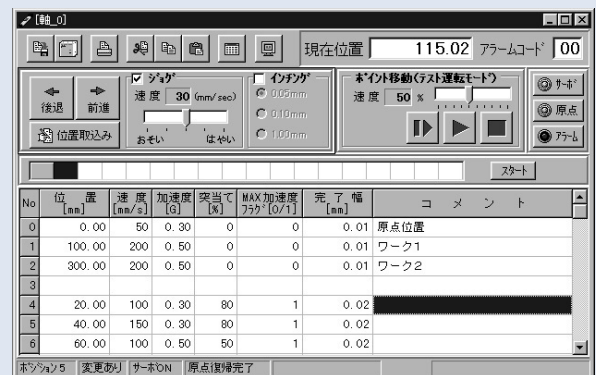 [軸_0]
現在位置 115.02 アラームコード 00
後退 前進
位置取込み
ジョグ
速度 30 (mm/sec)
おそい はやい
インチング
0.05mm
0.10mm
1.00mm
ポイント移動(テスト運転モード)
速度 50 %
サーボ
原点
アラーム
スタート
No 位 置 [mm] 速 度 [mm/s] 加速度 [G] 突当て [%] MAX加速度 フラグ[0/1] 完 了 幅 [mm] コ メ ン ト
0 0.00 50 0.30 0 0 0.01 原点位置
1 100.00 200 0.50 0 0 0.01 ワーク1
2 300.00 200 0.50 0 0 0.01 ワーク2
3
4 20.00 100 0.30 80 1 0.02
5 40.00 150 0.30 80 1 0.02
6 60.00 100 0.50 50 1 0.02
ポジション5 変更あり サーボON 原点復帰完了